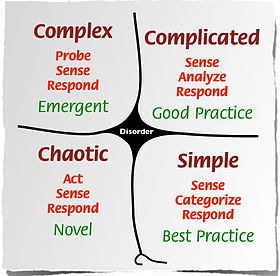 Complex
Probe
Sense
Respond
Emergent
Complicated
Sense
Analyze
Respond
Good Practice
Disorder
Chaotic
Act
Sense
Respond
Novel
Simple
Sense
Categorize
Respond
Best Practice